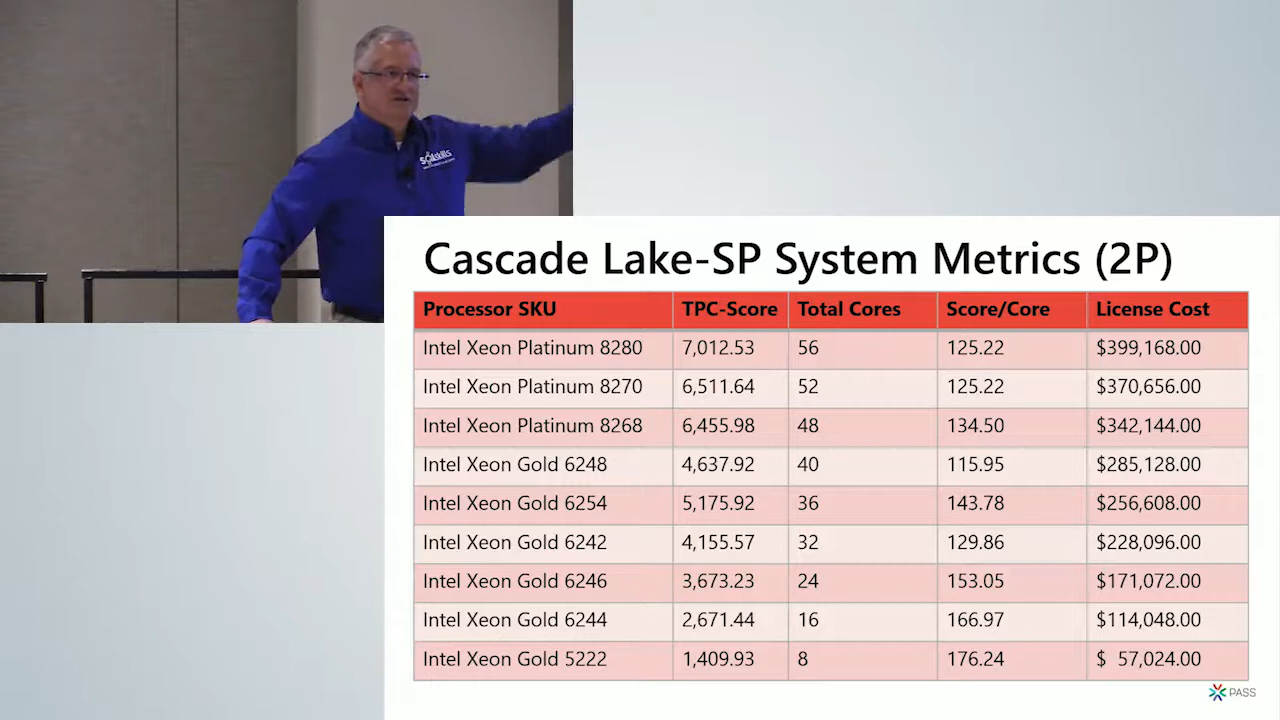 sqlskills
Cascade Lake-SP System Metrics (2P)
Processor SKU TPC-Score Total Cores Score/Core License Cost
Intel Xeon Platinum 8280 7,012.53 56 125.22 $399,168.00
Intel Xeon Platinum 8270 6,511.64 52 125.22 $370,656.00
Intel Xeon Platinum 8268 6,455.98 48 134.50 $342,144.00
Intel Xeon Gold 6248 4,637.92 40 115.95 $285,128.00
Intel Xeon Gold 6254 5,175.92 36 143.78 $256,608.00
Intel Xeon Gold 6242 4,155.57 32 129.86 $228,096.00
Intel Xeon Gold 6246 3,673.23 24 153.05 $171,072.00
Intel Xeon Gold 6244 2,671.44 16 166.97 $114,048.00
Intel Xeon Gold 5222 1,409.93 8 176.24 $ 57,024.00
PASS